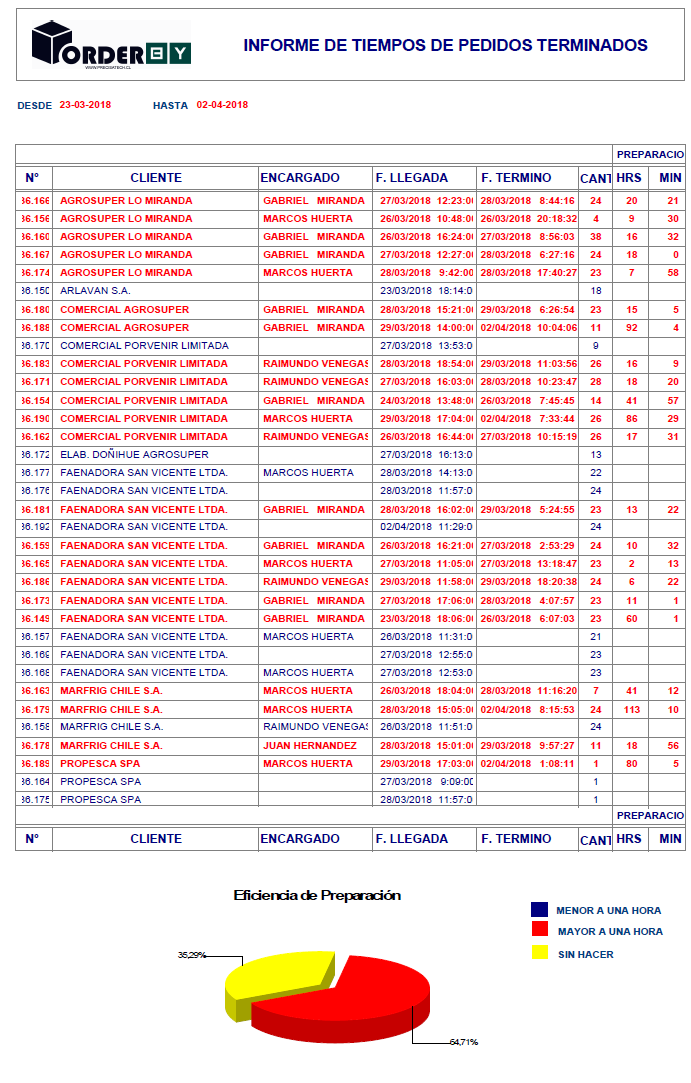 ORDER BY
WWW.PRECISATECH.CL
INFORME DE TIEMPOS DE PEDIDOS TERMINADOS
DESDE 23-03-2018 HASTA 02-04-2018
PREPARACIO
N° CLIENTE ENCARGADO F. LLEGADA F. TERMINO CANT HRS MIN
36.166 AGROSUPER LO MIRANDA GABRIEL MIRANDA 27/03/2018 12:23:0 28/03/2018 8:44:16 24 20 21
36.156 AGROSUPER LO MIRANDA MARCOS HUERTA 26/03/2018 10:48:0 26/03/2018 20:18:32 4 9 30
36.160 AGROSUPER LO MIRANDA GABRIEL MIRANDA 26/03/2018 16:24:0 27/03/2018 8:56:03 38 16 32
36.167 AGROSUPER LO MIRANDA GABRIEL MIRANDA 27/03/2018 12:27:0 28/03/2018 6:27:16 24 18 0
36.174 AGROSUPER LO MIRANDA MARCOS HUERTA 28/03/2018 9:42:00 28/03/2018 17:40:27 23 7 58
36.150 ARLAVAN S.A. 23/03/2018 18:14:0 18
36.180 COMERCIAL AGROSUPER GABRIEL MIRANDA 28/03/2018 15:21:0 29/03/2018 6:26:54 23 15 5
36.188 COMERCIAL AGROSUPER GABRIEL MIRANDA 29/03/2018 14:00:0 02/04/2018 10:04:06 11 92 4
36.170 COMERCIAL PORVENIR LIMITADA 27/03/2018 13:53:0 9
36.183 COMERCIAL PORVENIR LIMITADA RAIMUNDO VENEGAS 28/03/2018 18:54:0 29/03/2018 11:03:56 26 16 9
36.171 COMERCIAL PORVENIR LIMITADA RAIMUNDO VENEGAS 27/03/2018 16:03:0 28/03/2018 10:23:47 28 18 20
36.154 COMERCIAL PORVENIR LIMITADA GABRIEL MIRANDA 24/03/2018 13:48:0 26/03/2018 7:45:45 14 41 57
36.190 COMERCIAL PORVENIR LIMITADA MARCOS HUERTA 29/03/2018 17:04:0 02/04/2018 7:33:44 26 86 29
36.162 COMERCIAL PORVENIR LIMITADA RAIMUNDO VENEGAS 26/03/2018 16:44:0 27/03/2018 10:15:19 26 17 31
36.172 ELAB. DOÑIHUE AGROSUPER 27/03/2018 16:13:0 13
36.177 FAENADORA SAN VICENTE LTDA. MARCOS HUERTA 28/03/2018 14:13:0 22
36.176 FAENADORA SAN VICENTE LTDA. 28/03/2018 11:57:0 24
36.181 FAENADORA SAN VICENTE LTDA. GABRIEL MIRANDA 28/03/2018 16:02:0 29/03/2018 5:24:55 23 13 22
36.192 FAENADORA SAN VICENTE LTDA. 02/04/2018 11:29:0 24
36.159 FAENADORA SAN VICENTE LTDA. GABRIEL MIRANDA 26/03/2018 16:21:0 27/03/2018 2:53:29 24 10 32
36.165 FAENADORA SAN VICENTE LTDA. MARCOS HUERTA 27/03/2018 11:05:0 27/03/2018 13:18:47 23 2 13
36.186 FAENADORA SAN VICENTE LTDA. RAIMUNDO VENEGAS 29/03/2018 11:58:0 29/03/2018 18:20:38 24 6 22
36.173 FAENADORA SAN VICENTE LTDA. GABRIEL MIRANDA 27/03/2018 17:06:0 28/03/2018 4:07:57 23 11 1
36.149 FAENADORA SAN VICENTE LTDA. GABRIEL MIRANDA 23/03/2018 18:06:0 26/03/2018 6:07:03 23 60 1
36.157 FAENADORA SAN VICENTE LTDA. MARCOS HUERTA 26/03/2018 11:31:0 21
36.169 FAENADORA SAN VICENTE LTDA. 27/03/2018 12:55:0 23
36.168 FAENADORA SAN VICENTE LTDA. MARCOS HUERTA 27/03/2018 12:53:0 23
36.163 MARFRIG CHILE S.A. MARCOS HUERTA 26/03/2018 18:04:0 28/03/2018 11:16:20 7 41 12
36.179 MARFRIG CHILE S.A. MARCOS HUERTA 28/03/2018 15:05:0 02/04/2018 8:15:53 24 113 10
36.158 MARFRIG CHILE S.A. RAIMUNDO VENEGAS 26/03/2018 11:51:0 24
36.178 MARFRIG CHILE S.A. JUAN HERNANDEZ 28/03/2018 15:01:0 29/03/2018 9:57:27 11 18 56
36.189 PROPESCA SPA MARCOS HUERTA 29/03/2018 17:03:0 02/04/2018 1:08:11 1 80 5
36.164 PROPESCA SPA 27/03/2018 9:09:00 1
36.175 PROPESCA SPA 28/03/2018 11:57:0 1
PREPARACIO
N° CLIENTE ENCARGADO F. LLEGADA F. TERMINO CANT HRS MIN
Eficiencia de Preparación
MENOR A UNA HORA
MAYOR A UNA HORA
SIN HACER
35,29%
64,71%